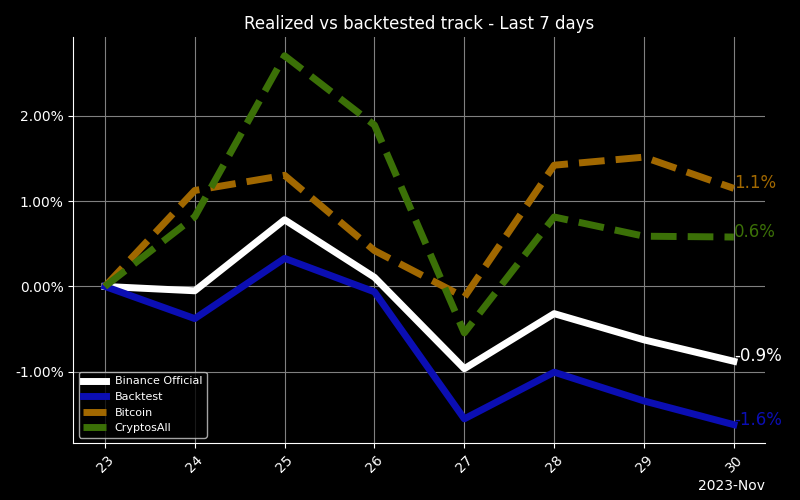 Realized vs backtested track - Last 7 days
2.00%
1.00%
0.00%
-1.00%
1.1%
0.6%
-0.9%
-1.6%
Binance Official
Backtest
Bitcoin
CryptosAll
23 24 25 26 27 28 29 30
2023-Nov